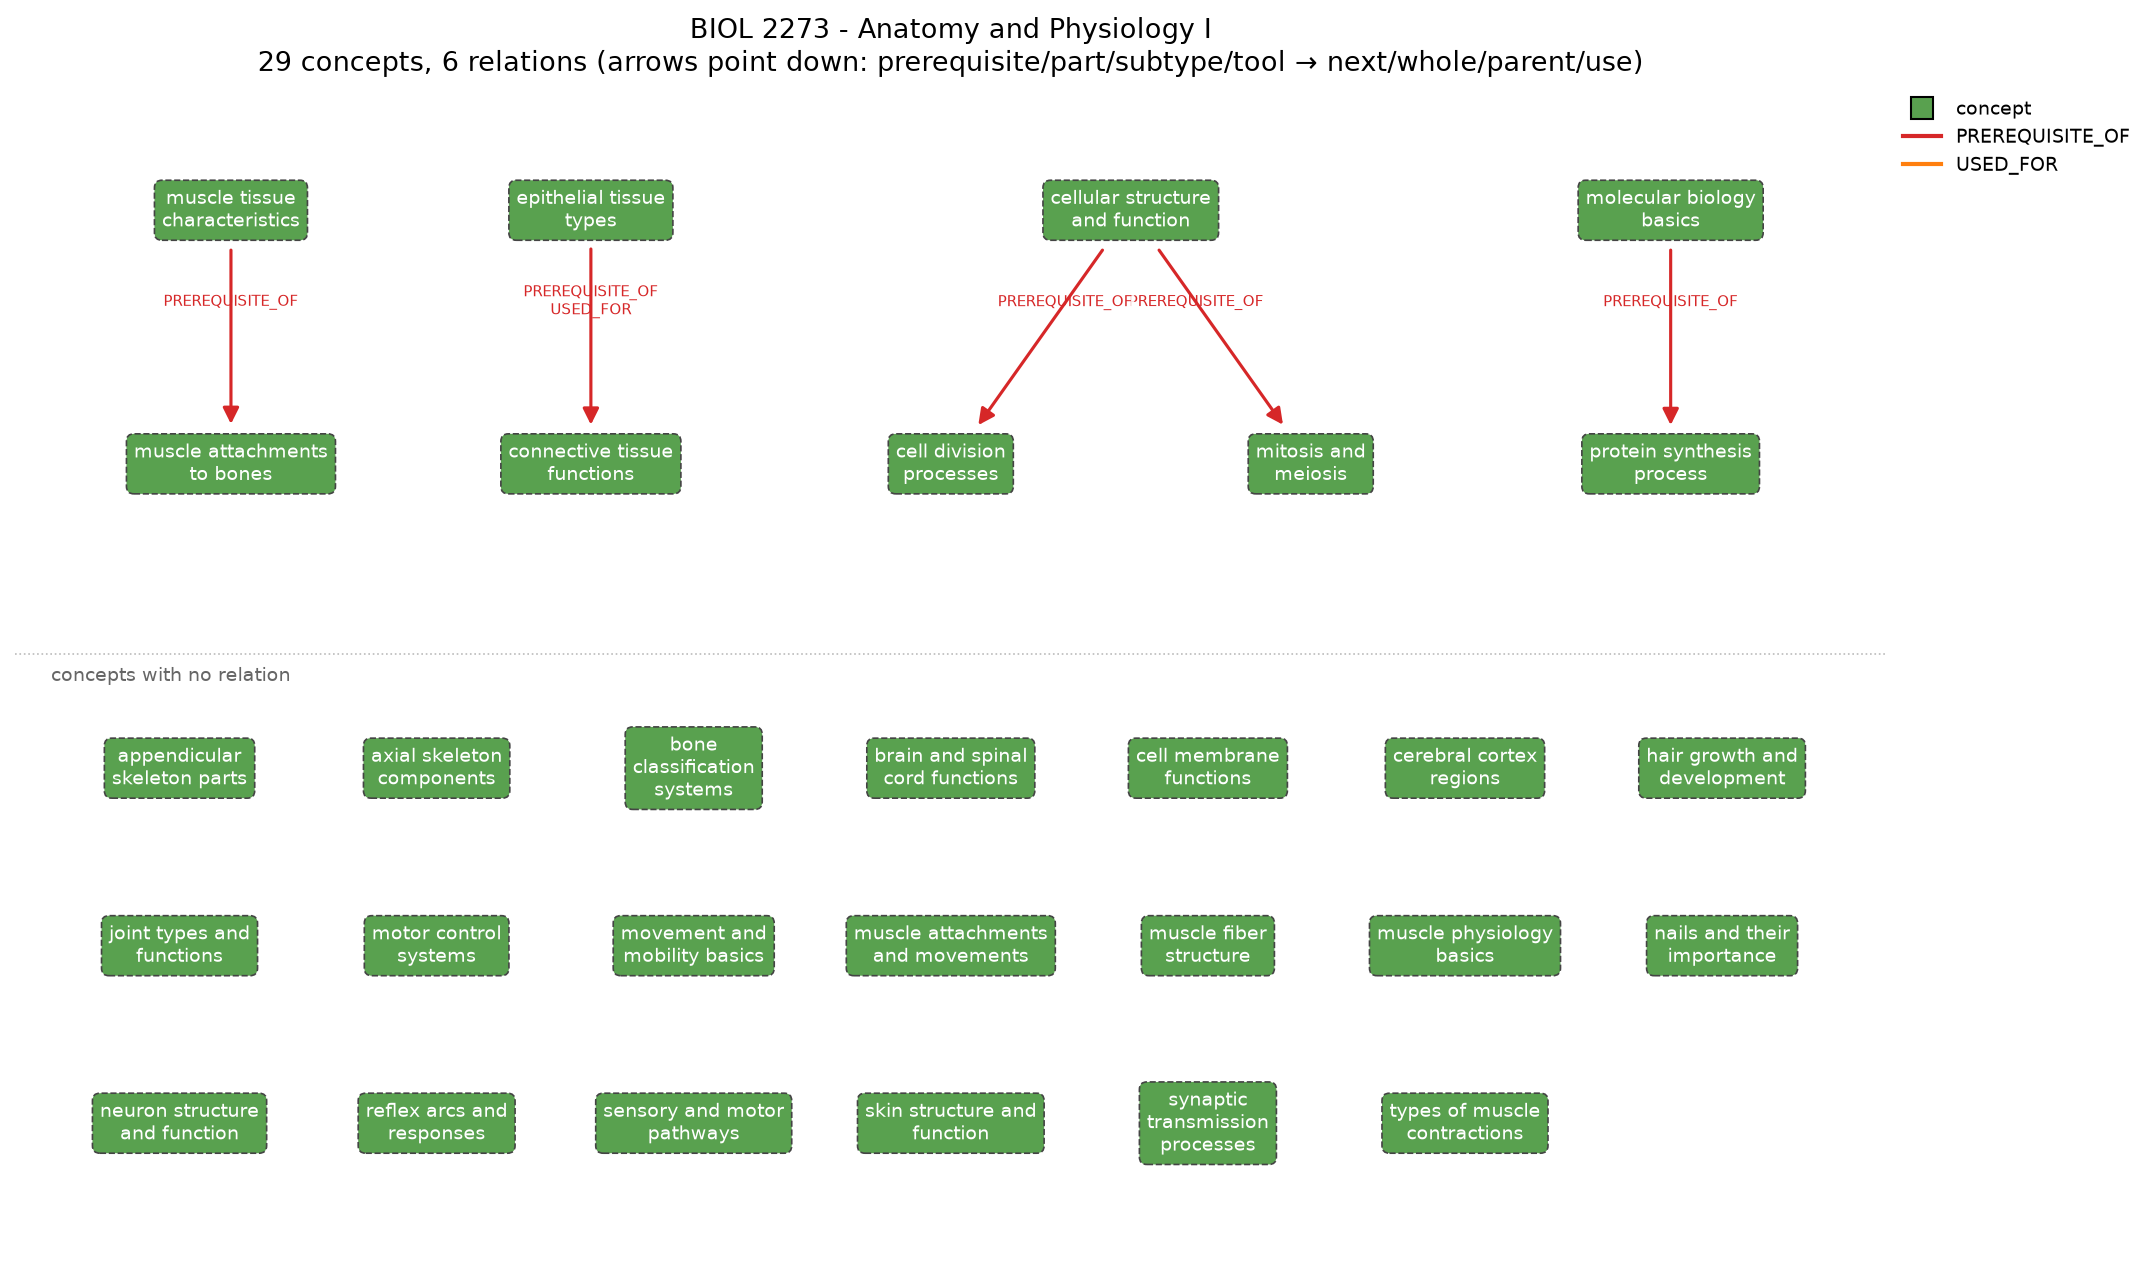 BIOL 2273 - Anatomy and Physiology I
29 concepts, 6 relations (arrows point down: prerequisite/part/subtype/tool → next/whole/parent/use)
concept
PREREQUISITE_OF
USED_FOR
muscle tissue
characteristics
epithelial tissue
types
cellular structure
and function
molecular biology
basics
PREREQUISITE_OF
PREREQUISITE_OF
USED_FOR
PREREQUISITE_OF
PREREQUISITE_OF
PREREQUISITE_OF
muscle attachments
to bones
connective tissue
functions
cell division
processes
mitosis and
meiosis
protein synthesis
process
concepts with no relation
appendicular
skeleton parts
axial skeleton
components
bone
classification
systems
brain and spinal
cord functions
cell membrane
functions
cerebral cortex
regions
hair growth and
development
joint types and
functions
motor control
systems
movement and
mobility basics
muscle attachments
and movements
muscle fiber
structure
muscle physiology
basics
nails and their
importance
neuron structure
and function
reflex arcs and
responses
sensory and motor
pathways
skin structure and
function
synaptic
transmission
processes
types of muscle
contractions